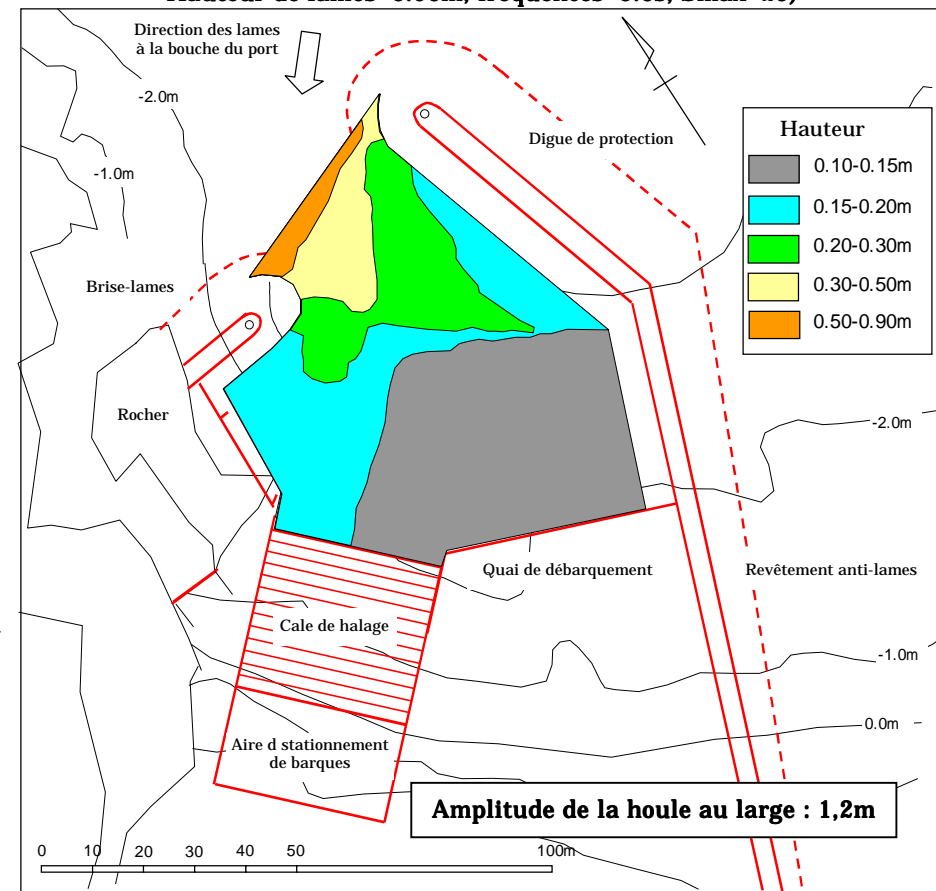 Direction des lames
à la bouche du port
-2.0m
-1.0m
Digue de protection
Hauteur
0.10-0.15m
0.15-0.20m
0.20-0.30m
0.30-0.50m
0.50-0.90m
Brise-lames
Rocher
-2.0m
Quai de débarquement
Revêtement anti-lames
Cale de halage
-1.0m
0.0m
Aire d stationnement
de barques
Amplitude de la houle au large : 1,2m
0 10 20 30 40 50 100m